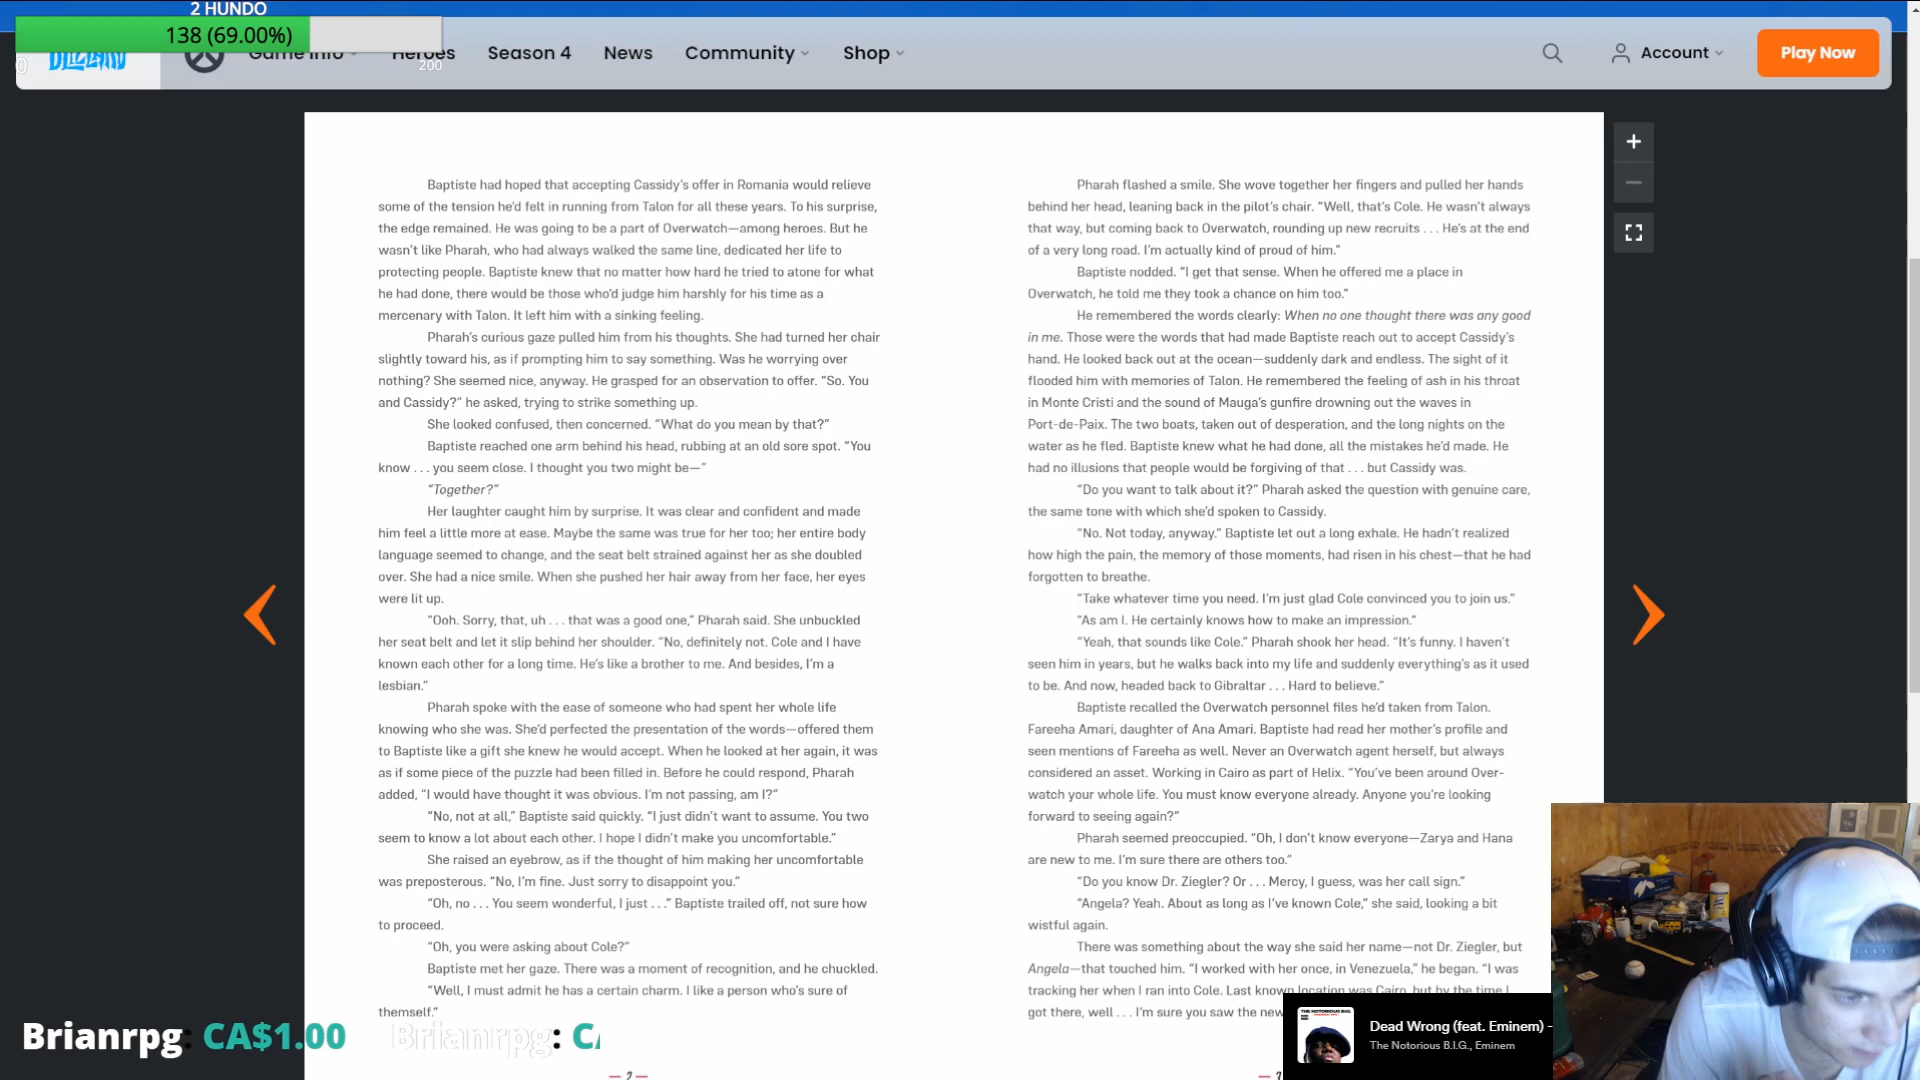 2 HUNDO
138 (69.00%)
0
200
BLIZZARD
Game Info
Heroes
Season 4
News
Community
Shop
Account
Play Now
Baptiste had hoped that accepting Cassidy's offer in Romania would relieve
some of the tension he'd felt in running from Talon for all these years. To his surprise,
the edge remained. He was going to be a part of Overwatch—among heroes. But he
wasn't like Pharah, who had always walked the same line, dedicated her life to
protecting people. Baptiste knew that no matter how hard he tried to atone for what
he had done, there would be those who'd judge him harshly for his time as a
mercenary with Talon. It left him with a sinking feeling.
Pharah's curious gaze pulled him from his thoughts. She had turned her chair
slightly toward his, as if prompting him to say something. Was he worrying over
nothing? She seemed nice, anyway. He grasped for an observation to offer. “So. You
and Cassidy?” he asked, trying to strike something up.
She looked confused, then concerned. “What do you mean by that?”
Baptiste reached one arm behind his head, rubbing at an old sore spot. “You
know . . . you seem close. I thought you two might be—”
“Together?”
Her laughter caught him by surprise. It was clear and confident and made
him feel a little more at ease. Maybe the same was true for her too; her entire body
language seemed to change, and the seat belt strained against her as she doubled
over. She had a nice smile. When she pushed her hair away from her face, her eyes
were lit up.
“Ooh. Sorry, that, uh . . . that was a good one,” Pharah said. She unbuckled
her seat belt and let it slip behind her shoulder. “No, definitely not. Cole and I have
known each other for a long time. He's like a brother to me. And besides, I'm a
lesbian.”
Pharah spoke with the ease of someone who had spent her whole life
knowing who she was. She'd perfected the presentation of the words—offered them
to Baptiste like a gift she knew he would accept. When he looked at her again, it was
as if some piece of the puzzle had been filled in. Before he could respond, Pharah
added, “I would have thought it was obvious. I'm not passing, am I?”
“No, not at all,” Baptiste said quickly. “I just didn't want to assume. You two
seem to know a lot about each other. I hope I didn't make you uncomfortable.”
She raised an eyebrow, as if the thought of him making her uncomfortable
was preposterous. “No, I'm fine. Just sorry to disappoint you.”
“Oh, no . . . You seem wonderful, I just . . .” Baptiste trailed off, not sure how
to proceed.
“Oh, you were asking about Cole?”
Baptiste met her gaze. There was a moment of recognition, and he chuckled.
“Well, I must admit he has a certain charm. I like a person who's sure of
themself.”
— 2 —
Pharah flashed a smile. She wove together her fingers and pulled her hands
behind her head, leaning back in the pilot's chair. “Well, that's Cole. He wasn't always
that way, but coming back to Overwatch, rounding up new recruits . . . He's at the end
of a very long road. I'm actually kind of proud of him.”
Baptiste nodded. “I get that sense. When he offered me a place in
Overwatch, he told me they took a chance on him too.”
He remembered the words clearly: When no one thought there was any good
in me. Those were the words that had made Baptiste reach out to accept Cassidy's
hand. He looked back out at the ocean—suddenly dark and endless. The sight of it
flooded him with memories of Talon. He remembered the feeling of ash in his throat
in Monte Cristi and the sound of Mauga's gunfire drowning out the waves in
Port-de-Paix. The two boats, taken out of desperation, and the long nights on the
water as he fled. Baptiste knew what he had done, all the mistakes he'd made. He
had no illusions that people would be forgiving of that . . . but Cassidy was.
“Do you want to talk about it?” Pharah asked the question with genuine care,
the same tone with which she'd spoken to Cassidy.
“No. Not today, anyway.” Baptiste let out a long exhale. He hadn't realized
how high the pain, the memory of those moments, had risen in his chest—that he had
forgotten to breathe.
“Take whatever time you need. I'm just glad Cole convinced you to join us.”
“As am I. He certainly knows how to make an impression.”
“Yeah, that sounds like Cole.” Pharah shook her head. “It's funny. I haven't
seen him in years, but he walks back into my life and suddenly everything's as it used
to be. And now, headed back to Gibraltar . . . Hard to believe.”
Baptiste recalled the Overwatch personnel files he'd taken from Talon.
Fareeha Amari, daughter of Ana Amari. Baptiste had read her mother's profile and
seen mentions of Fareeha as well. Never an Overwatch agent herself, but always
considered an asset. Working in Cairo as part of Helix. “You've been around Over-
watch your whole life. You must know everyone already. Anyone you're looking
forward to seeing again?”
Pharah seemed preoccupied. “Oh, I don't know everyone—Zarya and Hana
are new to me. I'm sure there are others too.”
“Do you know Dr. Ziegler? Or . . . Mercy, I guess, was her call sign.”
“Angela? Yeah. About as long as I've known Cole,” she said, looking a bit
wistful again.
There was something about the way she said her name—not Dr. Ziegler, but
Angela—that touched him. “I worked with her once, in Venezuela,” he began. “I was
tracking her when I ran into Cole. Last known location was Cairo, but by the time I
got there, well . . . I'm sure you saw the new
Brianrpg: CA$1.00
Brianrpg: CA
Dead Wrong (feat. Eminem) -
The Notorious B.I.G., Eminem